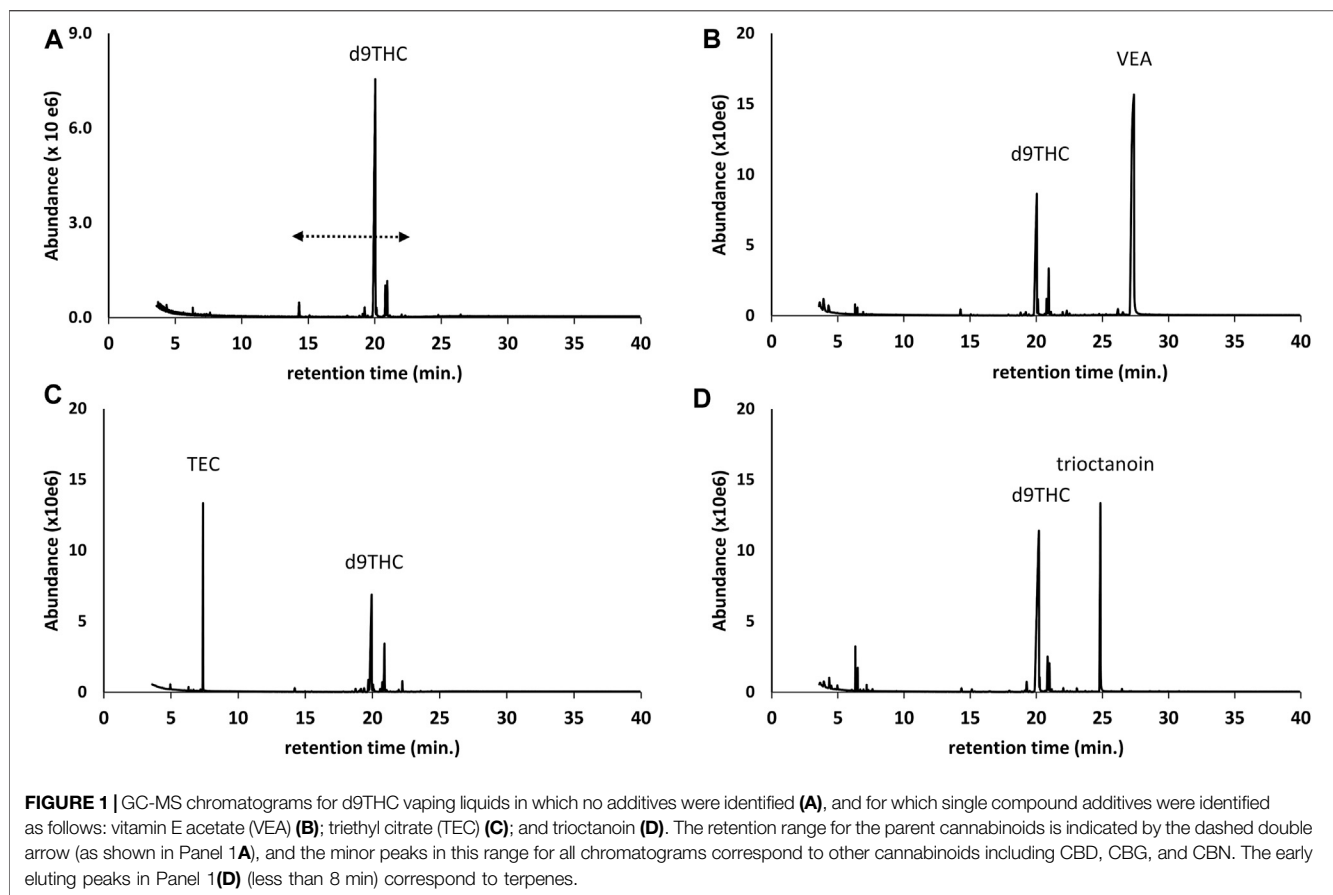 A
9.0
6.0
3.0
0.0
Abundance (x 10 e6)
d9THC
0 5 10 15 20 25 30 35 40
retention time (min.)
B
20
15
10
5
0
Abundance (x10e6)
d9THC
VEA
0 5 10 15 20 25 30 35 40
retention time (min.)
C
20
15
10
5
0
Abundance (x10e6)
TEC
d9THC
0 5 10 15 20 25 30 35 40
retention time (min.)
D
20
15
10
5
0
Abundance (x10e6)
trioctanoin
d9THC
0 5 10 15 20 25 30 35 40
retention time (min.)
FIGURE 1 | GC-MS chromatograms for d9THC vaping liquids in which no additives were identified (A), and for which single compound additives were identified
as follows: vitamin E acetate (VEA) (B); triethyl citrate (TEC) (C); and trioctanoin (D). The retention range for the parent cannabinoids is indicated by the dashed double
arrow (as shown in Panel 1A), and the minor peaks in this range for all chromatograms correspond to other cannabinoids including CBD, CBG, and CBN. The early
eluting peaks in Panel 1(D) (less than 8 min) correspond to terpenes.